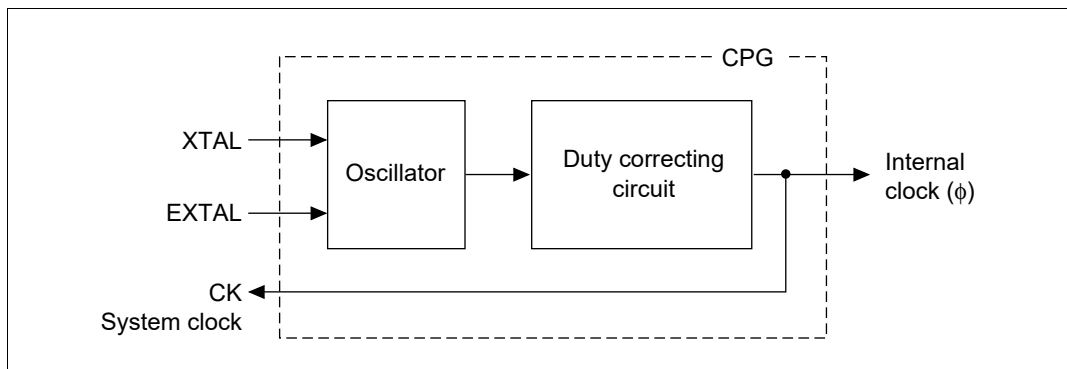 CPG
XTAL
EXTAL
Oscillator
Duty correcting
circuit
Internal
clock (ϕ)
CK
System clock